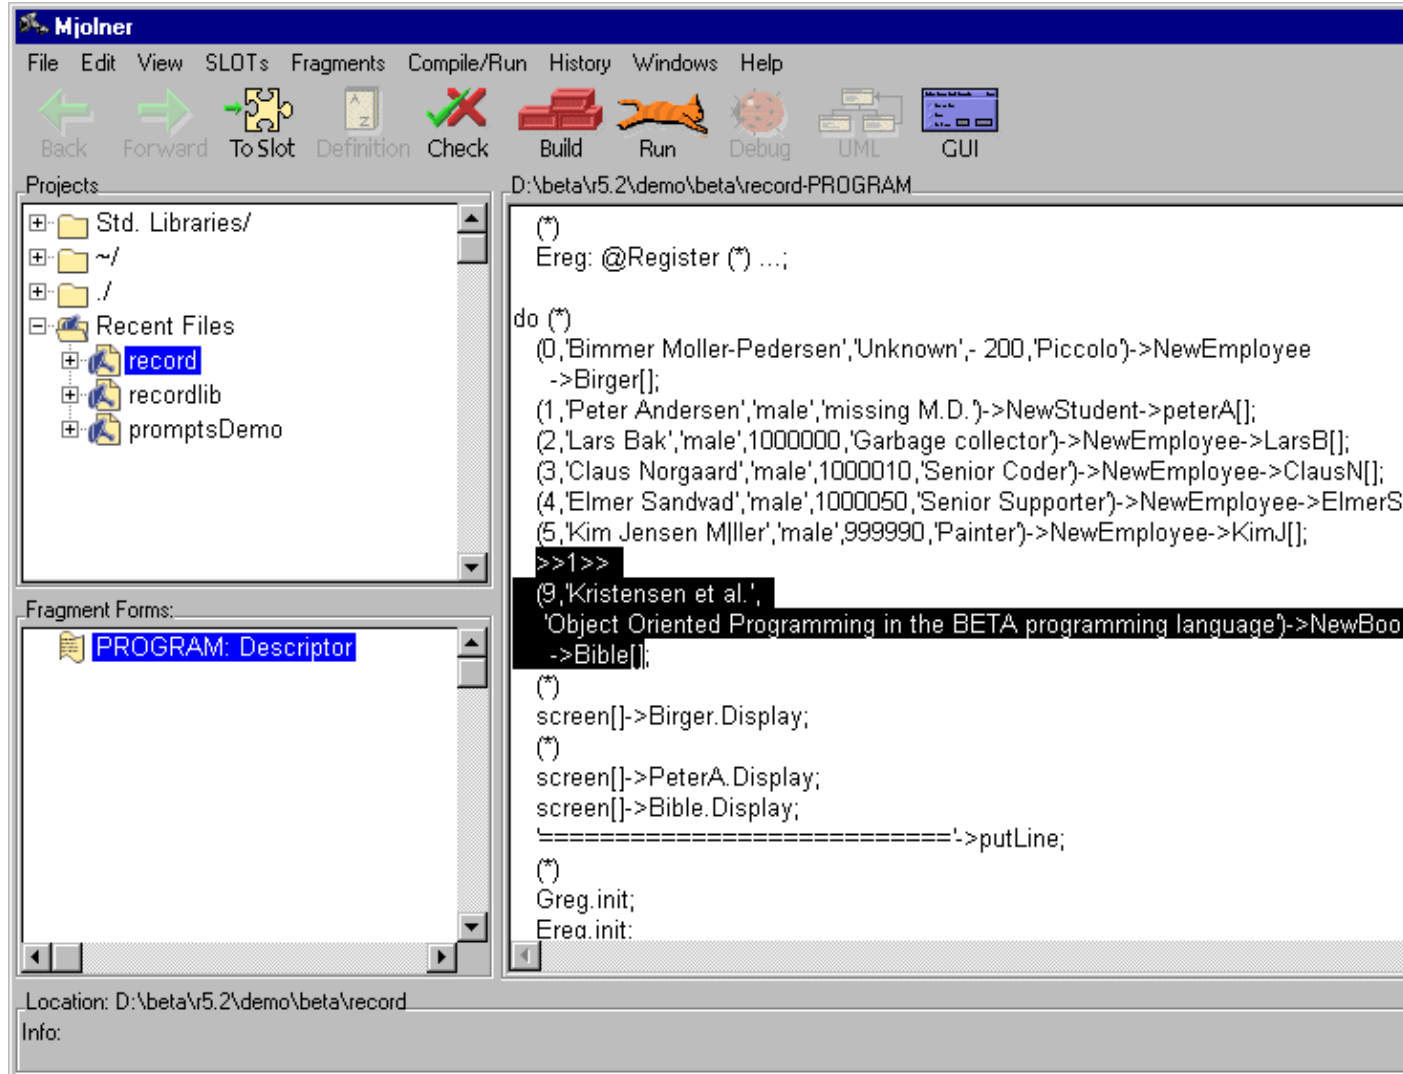 Mjolner
File Edit View SLOTs Fragments Compile/Run History Windows Help
Back Forward To Slot Definition Check Build Run Debug UML GUI
Projects
Std. Libraries/
~/
./
Recent Files
record
recordlib
promptsDemo
Fragment Forms:
PROGRAM: Descriptor
D:\beta\r5.2\demo\beta\record-PROGRAM
(*)
Ereg: @Register (*) ...;
do (*)
(0,'Bimmer Moller-Pedersen','Unknown',- 200,'Piccolo')->NewEmployee
->Birger[];
(1,'Peter Andersen','male','missing M.D.')->NewStudent->peterA[];
(2,'Lars Bak','male',1000000,'Garbage collector')->NewEmployee->LarsB[];
(3,'Claus Norgaard','male',1000010,'Senior Coder')->NewEmployee->ClausN[];
(4,'Elmer Sandvad','male',1000050,'Senior Supporter')->NewEmployee->ElmerS
(5,'Kim Jensen M|ller','male',999990,'Painter')->NewEmployee->KimJ[];
>>1>>
(9,'Kristensen et al.',
'Object Oriented Programming in the BETA programming language')->NewBoo
->Bible[];
(*)
screen[]->Birger.Display;
(*)
screen[]->PeterA.Display;
screen[]->Bible.Display;
'==========================='->putLine;
(*)
Greg.init;
Ereg.init;
Location: D:\beta\r5.2\demo\beta\record
Info: